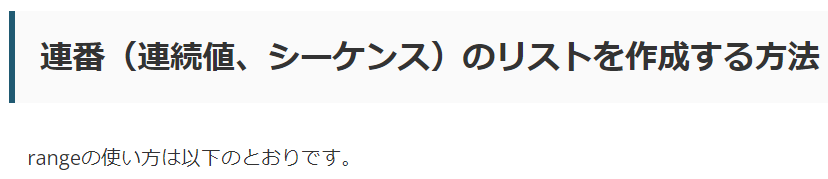 連番（連続値、シーケンス）のリストを作成する方法
rangeの使い方は以下のとおりです。